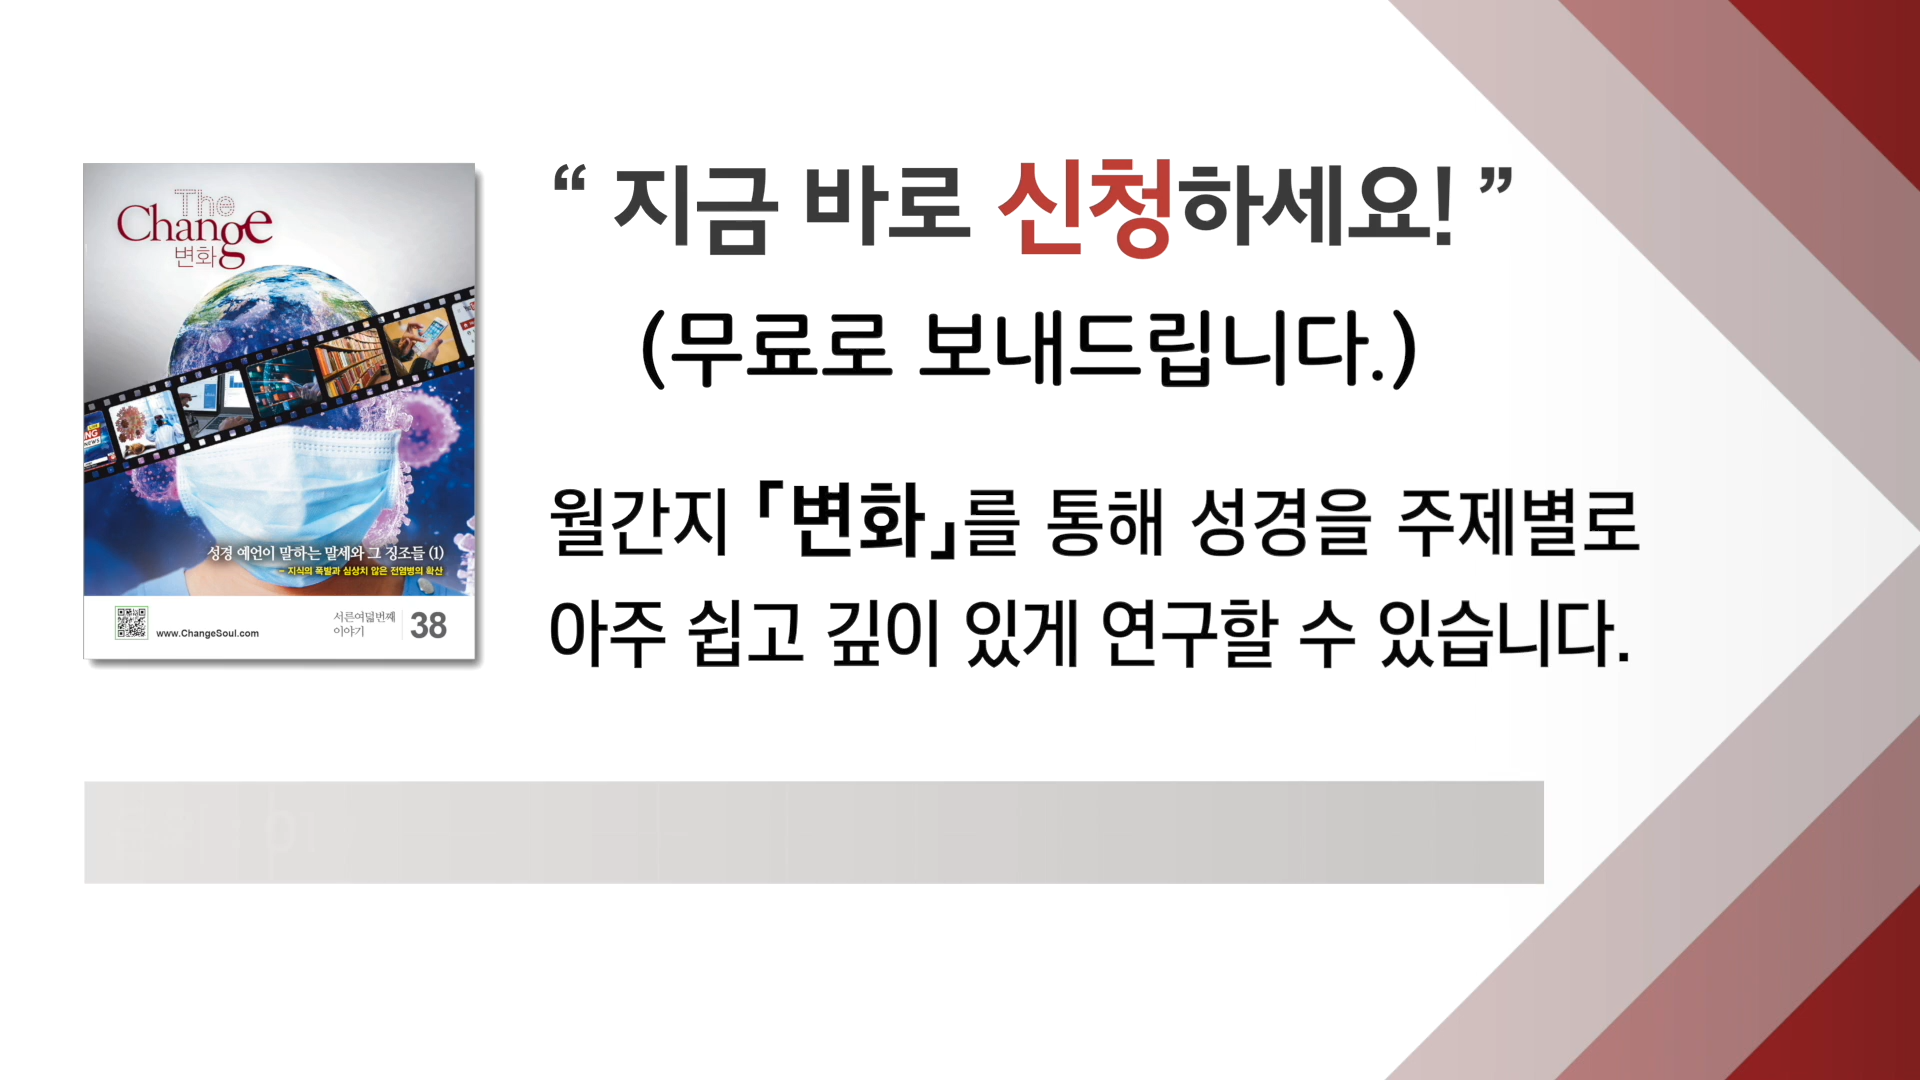 The
Change
변화
성경 예언이 말하는 말세와 그 징조들 (1)
- 지식의 폭발과 심상치 않은 전염병의 확산
www.ChangeSoul.com
서른여덟번째
이야기
38
“ 지금 바로 신청하세요! ”
(무료로 보내드립니다.)
월간지 「변화」를 통해 성경을 주제별로
아주 쉽고 깊이 있게 연구할 수 있습니다.